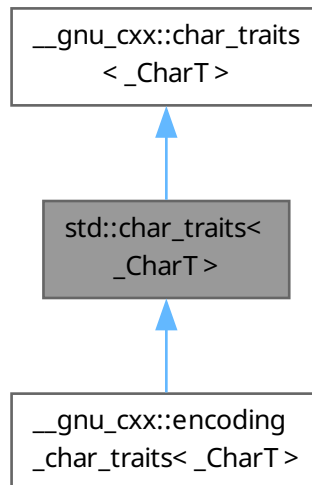 __gnu_cxx::char_traits
< _CharT >
std::char_traits<
_CharT >
__gnu_cxx::encoding
_char_traits< _CharT >